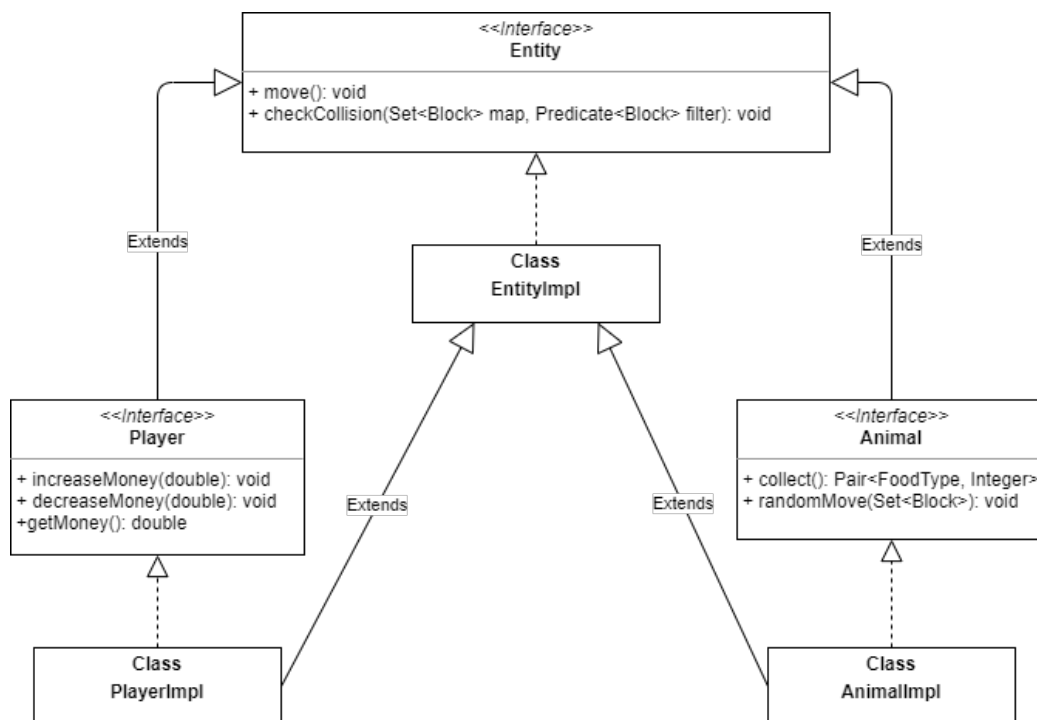 <<Interface>>
Entity
+ move(): void
+ checkCollision(Set<Block> map, Predicate<Block> filter): void
Extends
Extends
Class
EntityImpl
<<Interface>>
Player
+ increaseMoney(double): void
+ decreaseMoney(double): void
+getMoney(): double
<<Interface>>
Animal
+ collect(): Pair<FoodType, Integer>
+ randomMove(Set<Block>): void
Extends
Extends
Class
PlayerImpl
Class
AnimalImpl